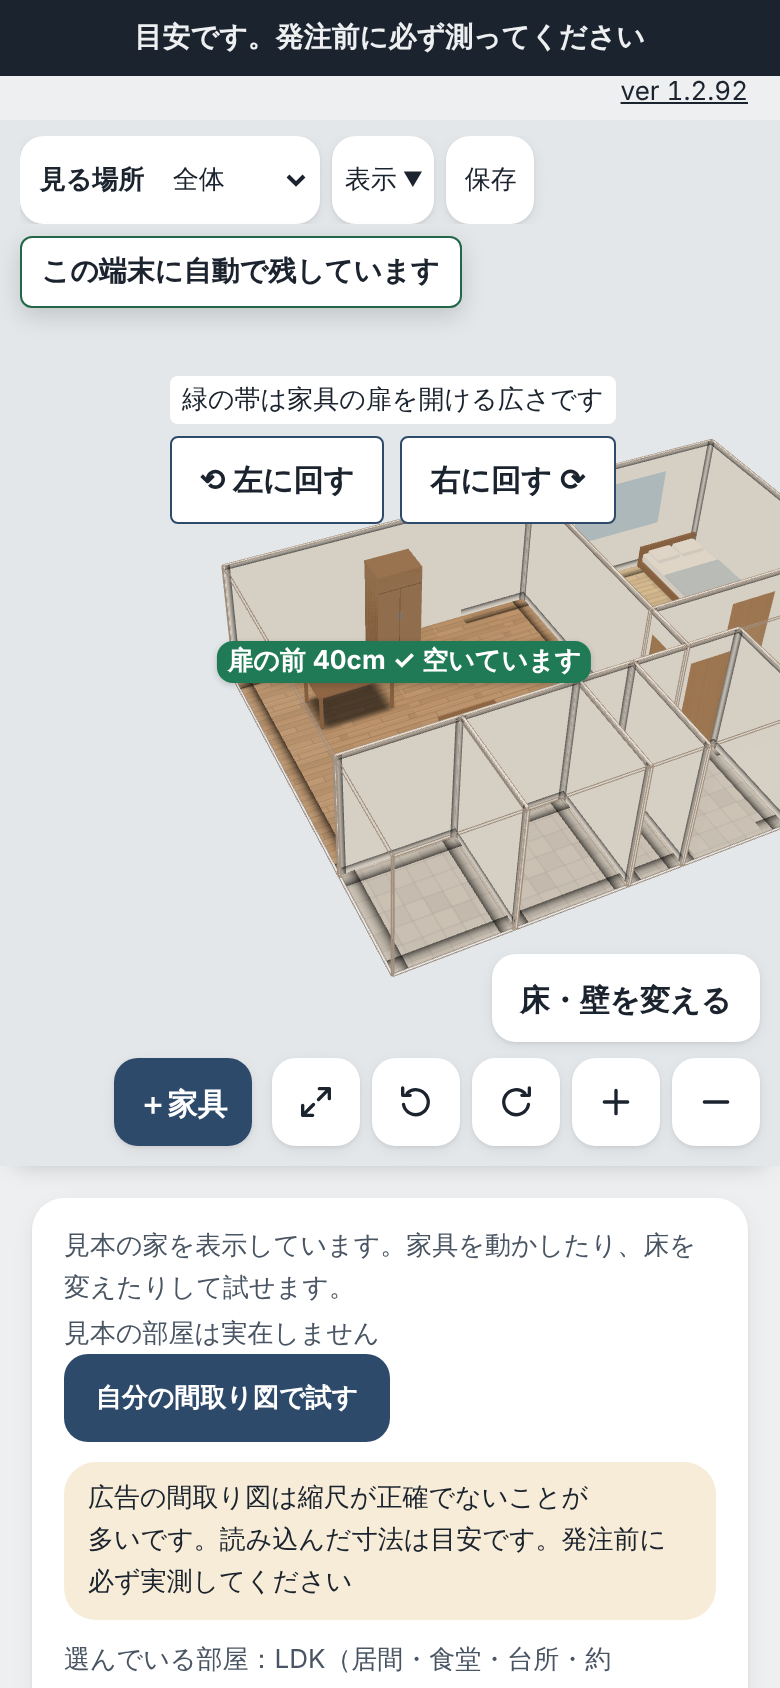 目安です。発注前に必ず測ってください
ver 1.2.92
見る場所 全体
表示 ▼
保存
この端末に自動で残しています
緑の帯は家具の扉を開ける広さです
⟲ 左に回す
右に回す ⟳
扉の前 40cm ✓ 空いています
床・壁を変える
＋家具
見本の家を表示しています。家具を動かしたり、床を
変えたりして試せます。
見本の部屋は実在しません
自分の間取り図で試す
広告の間取り図は縮尺が正確でないことが
多いです。読み込んだ寸法は目安です。発注前に
必ず実測してください
選んでいる部屋：LDK（居間・食堂・台所・約